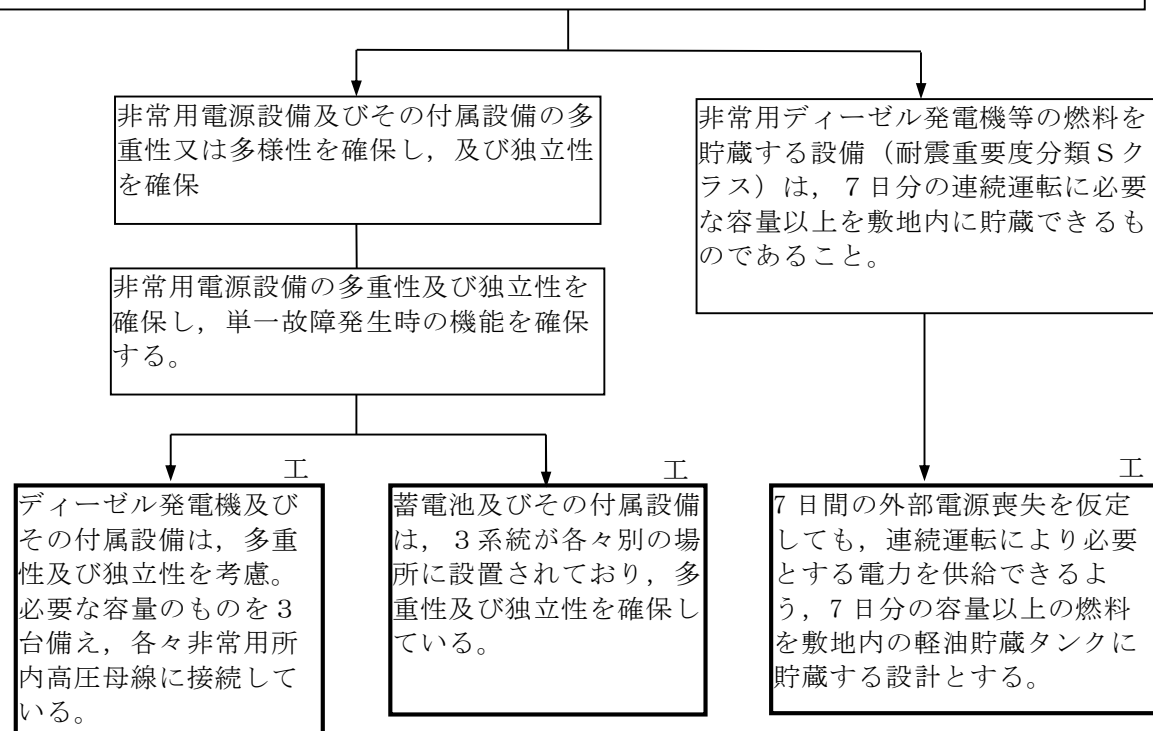 非常用電源設備及びその付属設備の多
重性又は多様性を確保し，及び独立性
を確保
非常用ディーゼル発電機等の燃料を
貯蔵する設備（耐震重要度分類Ｓク
ラス）は，７日分の連続運転に必要
な容量以上を敷地内に貯蔵できるも
のであること。
非常用電源設備の多重性及び独立性を
確保し，単一故障発生時の機能を確保
する。
工
ディーゼル発電機及び
その付属設備は，多重
性及び独立性を考慮。
必要な容量のものを３
台備え，各々非常用所
内高圧母線に接続して
いる。
工
蓄電池及びその付属設備
は，３系統が各々別の場
所に設置されており，多
重性及び独立性を確保し
ている。
工
7 日間の外部電源喪失を仮定
しても，連続運転により必要
とする電力を供給できるよ
う，７日分の容量以上の燃料
を敷地内の軽油貯蔵タンクに
貯蔵する設計とする。